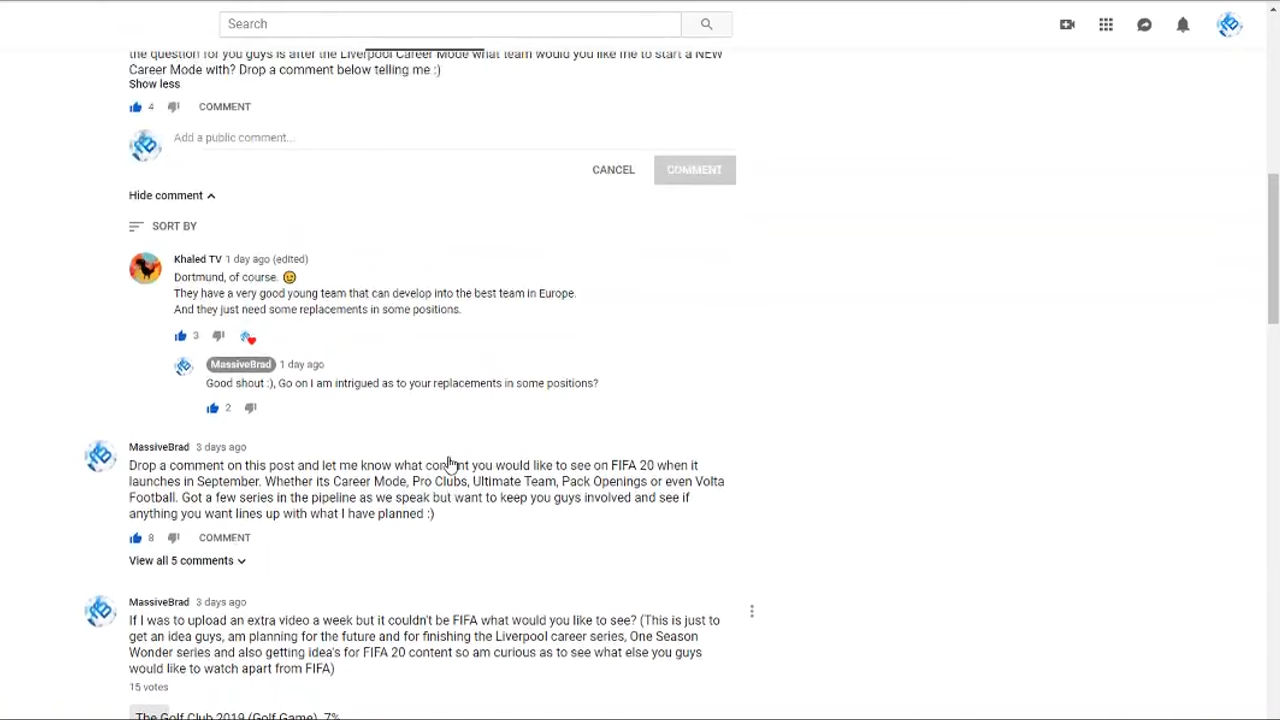 Search
the question for you guys is after the Liverpool Career Mode what team would you like me to start a NEW
Career Mode with? Drop a comment below telling me :)
Show less
4 COMMENT
Add a public comment...
CANCEL COMMENT
Hide comment
SORT BY
Khaled TV 1 day ago (edited)
Dortmund, of course.
They have a very good young team that can develop into the best team in Europe.
And they just need some replacements in some positions.
3
MassiveBrad 1 day ago
Good shout :), Go on I am intrigued as to your replacements in some positions?
2
MassiveBrad 3 days ago
Drop a comment on this post and let me know what content you would like to see on FIFA 20 when it
launches in September. Whether its Career Mode, Pro Clubs, Ultimate Team, Pack Openings or even Volta
Football. Got a few series in the pipeline as we speak but want to keep you guys involved and see if
anything you want lines up with what I have planned :)
8 COMMENT
View all 5 comments
MassiveBrad 3 days ago
If I was to upload an extra video a week but it couldn't be FIFA what would you like to see? (This is just to
get an idea guys, am planning for the future and for finishing the Liverpool career series, One Season
Wonder series and also getting idea's for FIFA 20 content so am curious as to see what else you guys
would like to watch apart from FIFA)
15 votes
The Golf Club 2019 (Golf Game) 7%